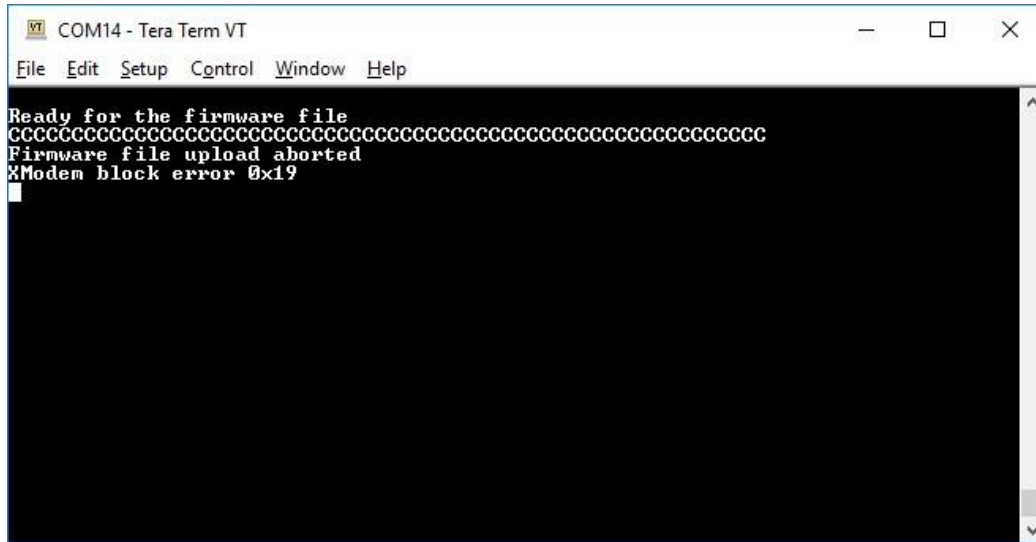 COM14 - Tera Term VT
File Edit Setup Control Window Help
Ready for the firmware file
CCCCCCCCCCCCCCCCCCCCCCCCCCCCCCCCCCCCCCCCCCCCCCCCCCCCCCCCCCCC
Firmware file upload aborted
XModem block error 0x19